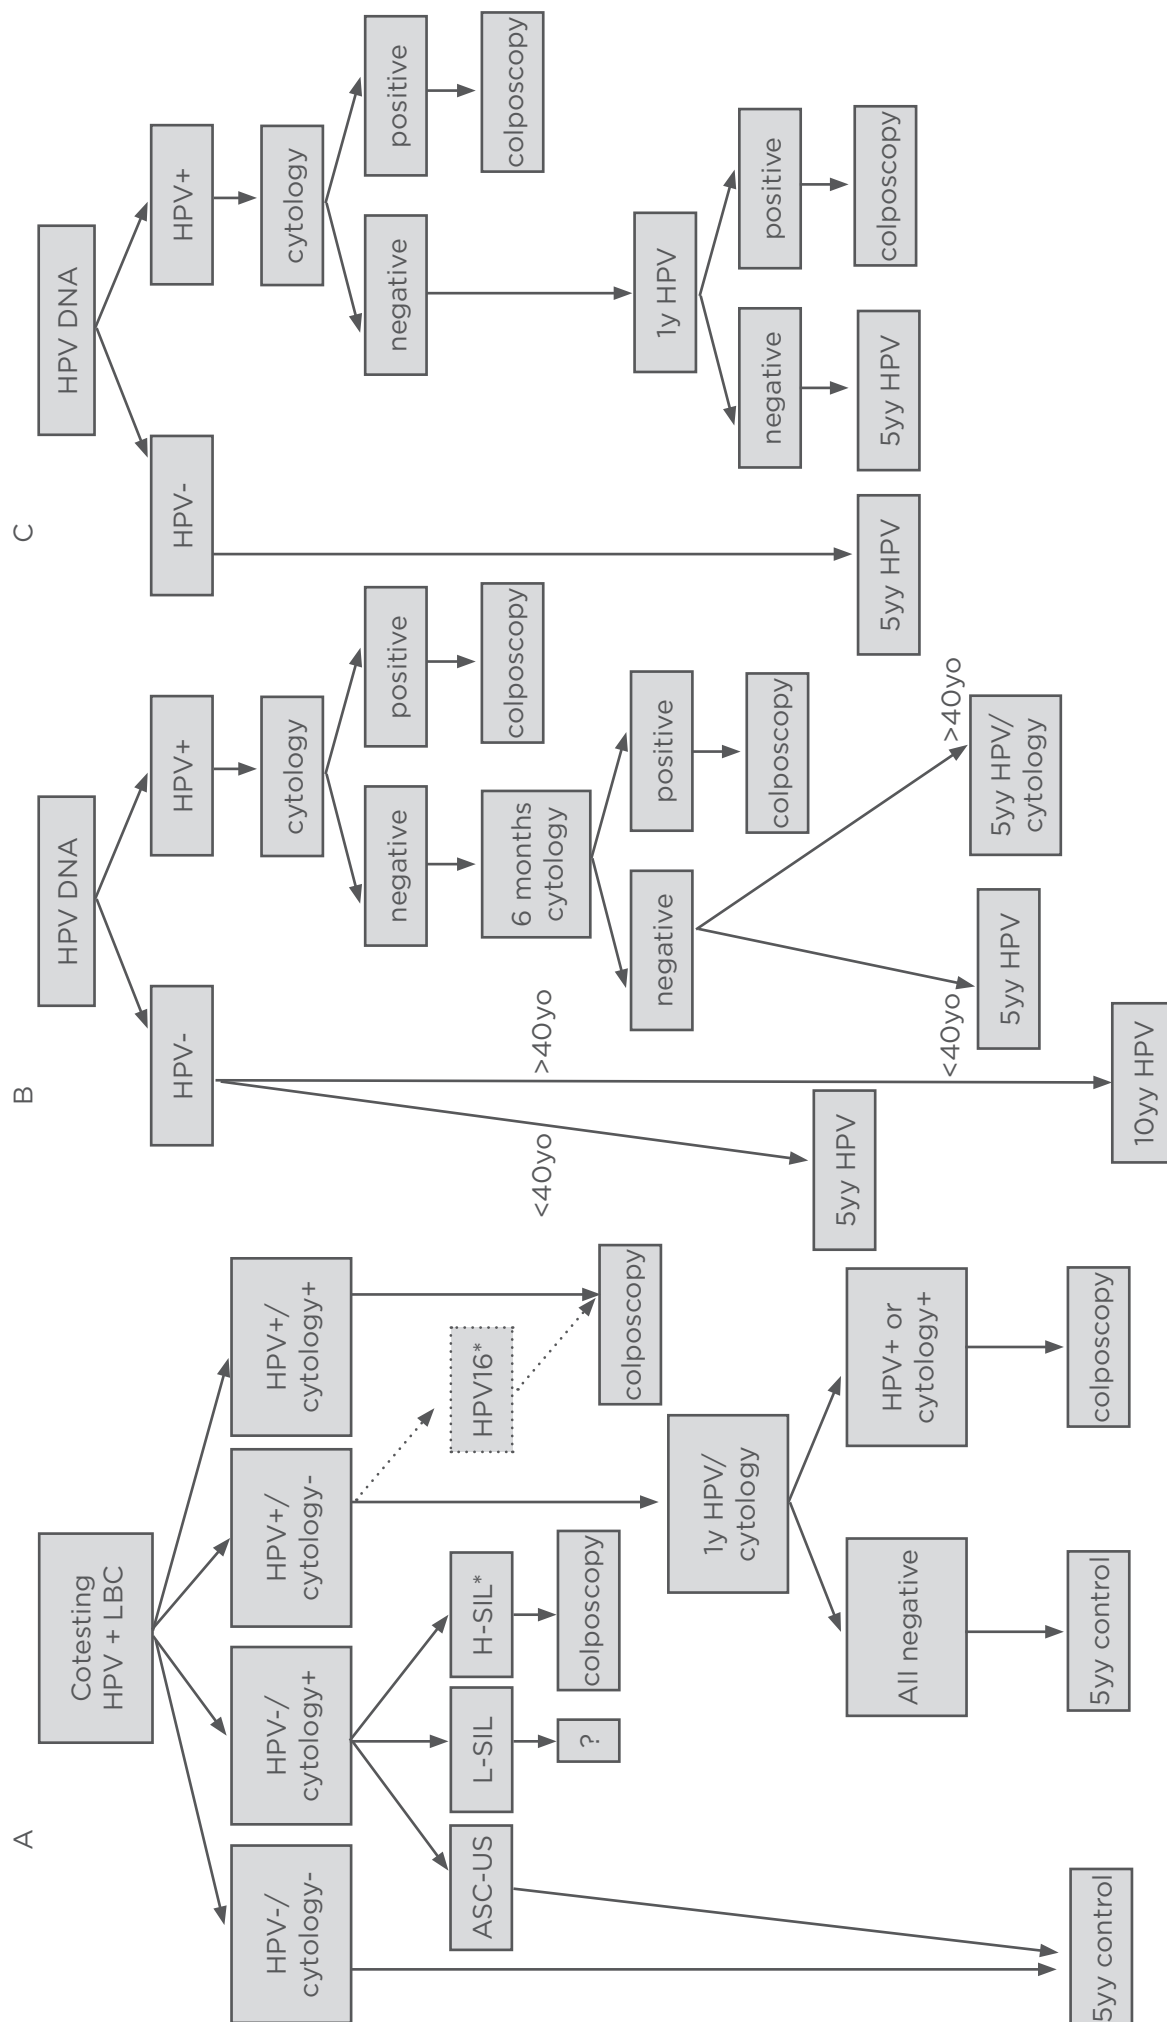 A
Cotesting
HPV + LBC
HPV-/
cytology-
HPV-/
cytology+
HPV+/
cytology-
HPV+/
cytology+
ASC-US
L-SIL
H-SIL*
HPV16*
?
colposcopy
colposcopy
1y HPV/
cytology
All negative
HPV+ or
cytology+
5yy control
5yy control
colposcopy
B
HPV DNA
HPV-
HPV+
cytology
negative
positive
6 months
cytology
colposcopy
<40yo
>40yo
negative
positive
colposcopy
5yy HPV
<40yo
>40yo
5yy HPV
5yy HPV/
cytology
10yy HPV
C
HPV DNA
HPV-
HPV+
cytology
negative
positive
colposcopy
1y HPV
negative
positive
5yy HPV
5yy HPV
colposcopy